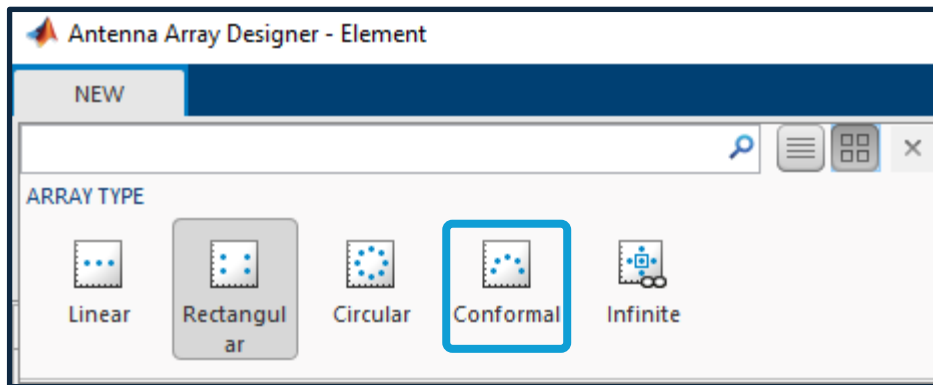 Antenna Array Designer - Element
NEW
ARRAY TYPE
Linear
Rectangul
ar
Circular
Conformal
Infinite